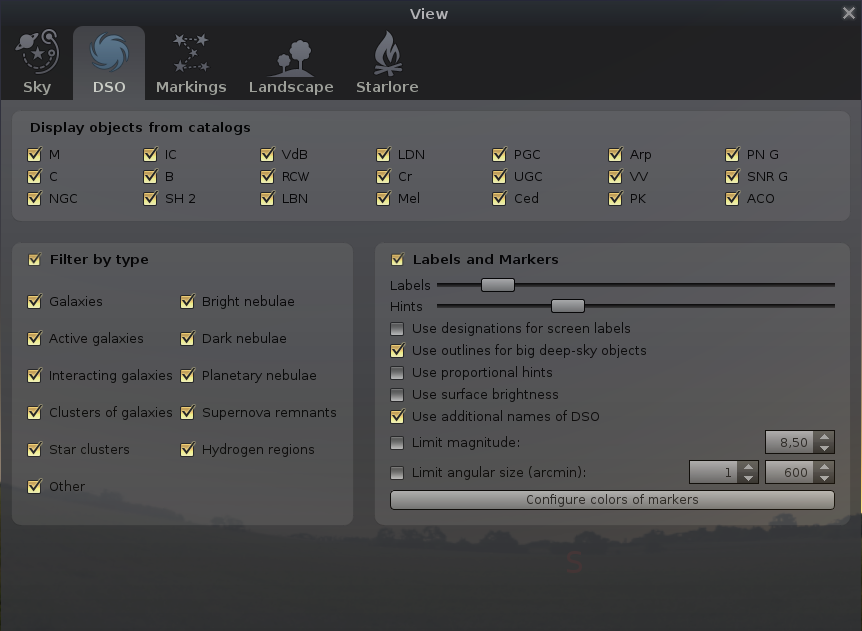 View
Sky DSO Markings Landscape Starlore
Display objects from catalogs
M IC VdB LDN PGC Arp PN G
C B RCW Cr UGC VV SNR G
NGC SH 2 LBN Mel Ced PK ACO
Filter by type
Galaxies Bright nebulae
Active galaxies Dark nebulae
Interacting galaxies Planetary nebulae
Clusters of galaxies Supernova remnants
Star clusters Hydrogen regions
Other
Labels and Markers
Labels
Hints
Use designations for screen labels
Use outlines for big deep-sky objects
Use proportional hints
Use surface brightness
Use additional names of DSO
Limit magnitude: 8,50
Limit angular size (arcmin): 1 600
Configure colors of markers
S